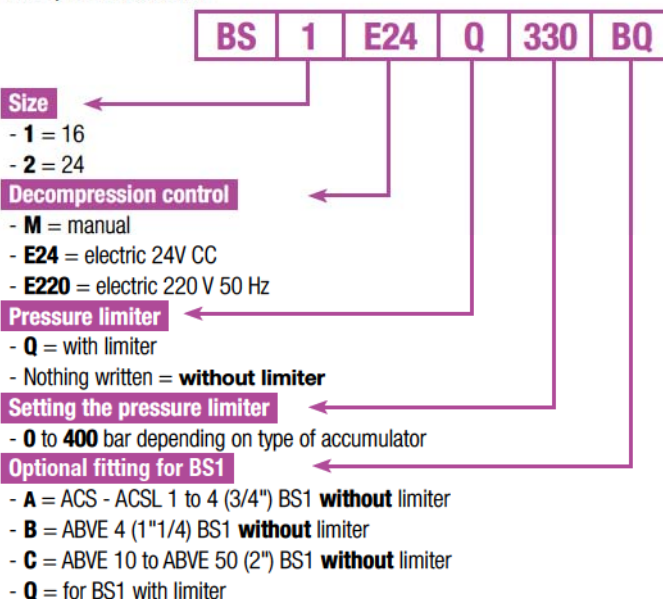 BS 1 E24 Q 330 BQ
Size
- 1 = 16
- 2 = 24
Decompression control
- M = manual
- E24 = electric 24V CC
- E220 = electric 220 V 50 Hz
Pressure limiter
- Q = with limiter
- Nothing written = without limiter
Setting the pressure limiter
- 0 to 400 bar depending on type of accumulator
Optional fitting for BS1
- A = ACS - ACSL 1 to 4 (3/4") BS1 without limiter
- B = ABVE 4 (1"1/4) BS1 without limiter
- C = ABVE 10 to ABVE 50 (2") BS1 without limiter
- Q = for BS1 with limiter